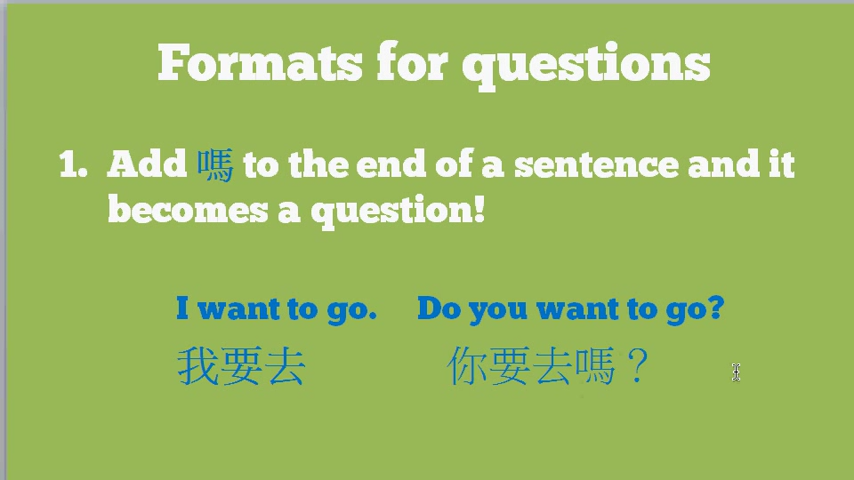 Formats for questions
1. Add 嗎 to the end of a sentence and it
becomes a question!
I want to go. Do you want to go?
我要去 你要去嗎？